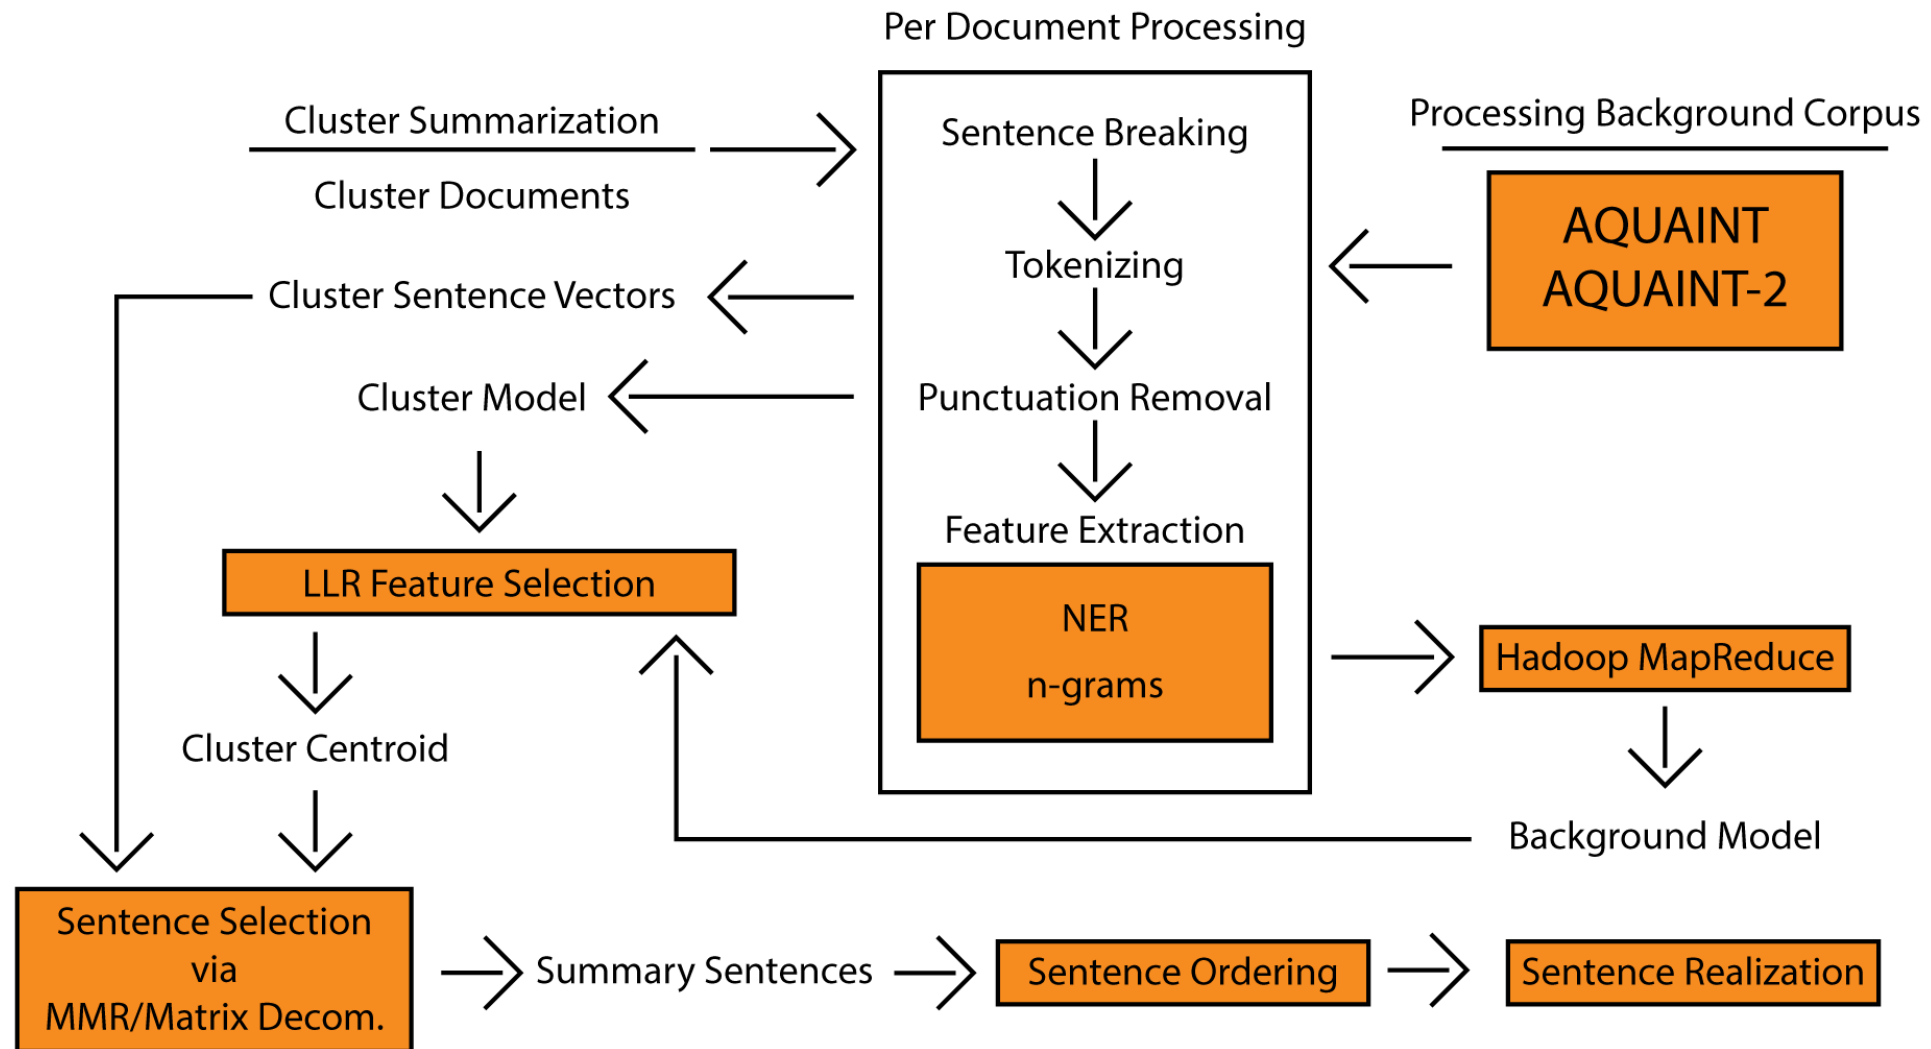 Per Document Processing
Cluster Summarization
Cluster Documents
Sentence Breaking
Tokenizing
Punctuation Removal
Feature Extraction
NER
n-grams
Processing Background Corpus
AQUAINT
AQUAINT-2
Cluster Sentence Vectors
Cluster Model
LLR Feature Selection
Cluster Centroid
Hadoop MapReduce
Background Model
Sentence Selection
via
MMR/Matrix Decom.
Summary Sentences
Sentence Ordering
Sentence Realization